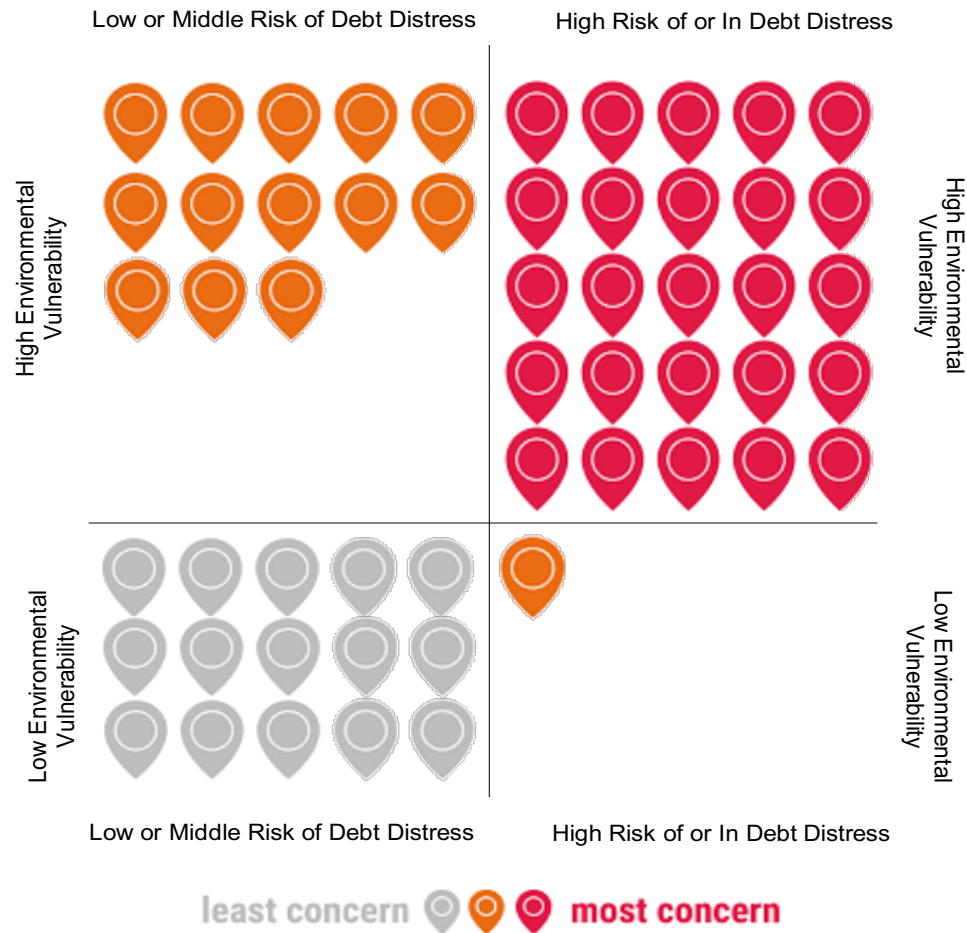 Low or Middle Risk of Debt Distress
High Risk of or In Debt Distress
High Environmental
Vulnerability
High Environmental
Vulnerability
Low Environmental
Vulnerability
Low Environmental
Vulnerability
Low or Middle Risk of Debt Distress
High Risk of or In Debt Distress
least concern
most concern